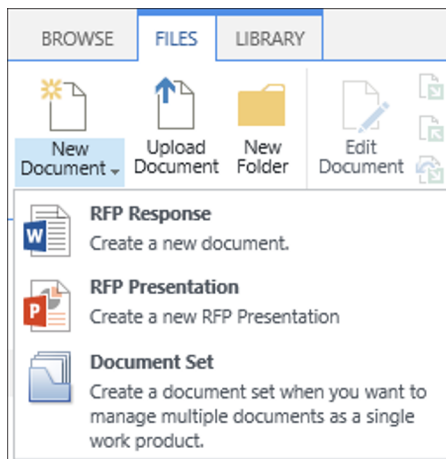 BROWSE FILES LIBRARY
New Document Upload Document New Folder Edit Document
RFP Response
Create a new document.
RFP Presentation
Create a new RFP Presentation
Document Set
Create a document set when you want to
manage multiple documents as a single
work product.